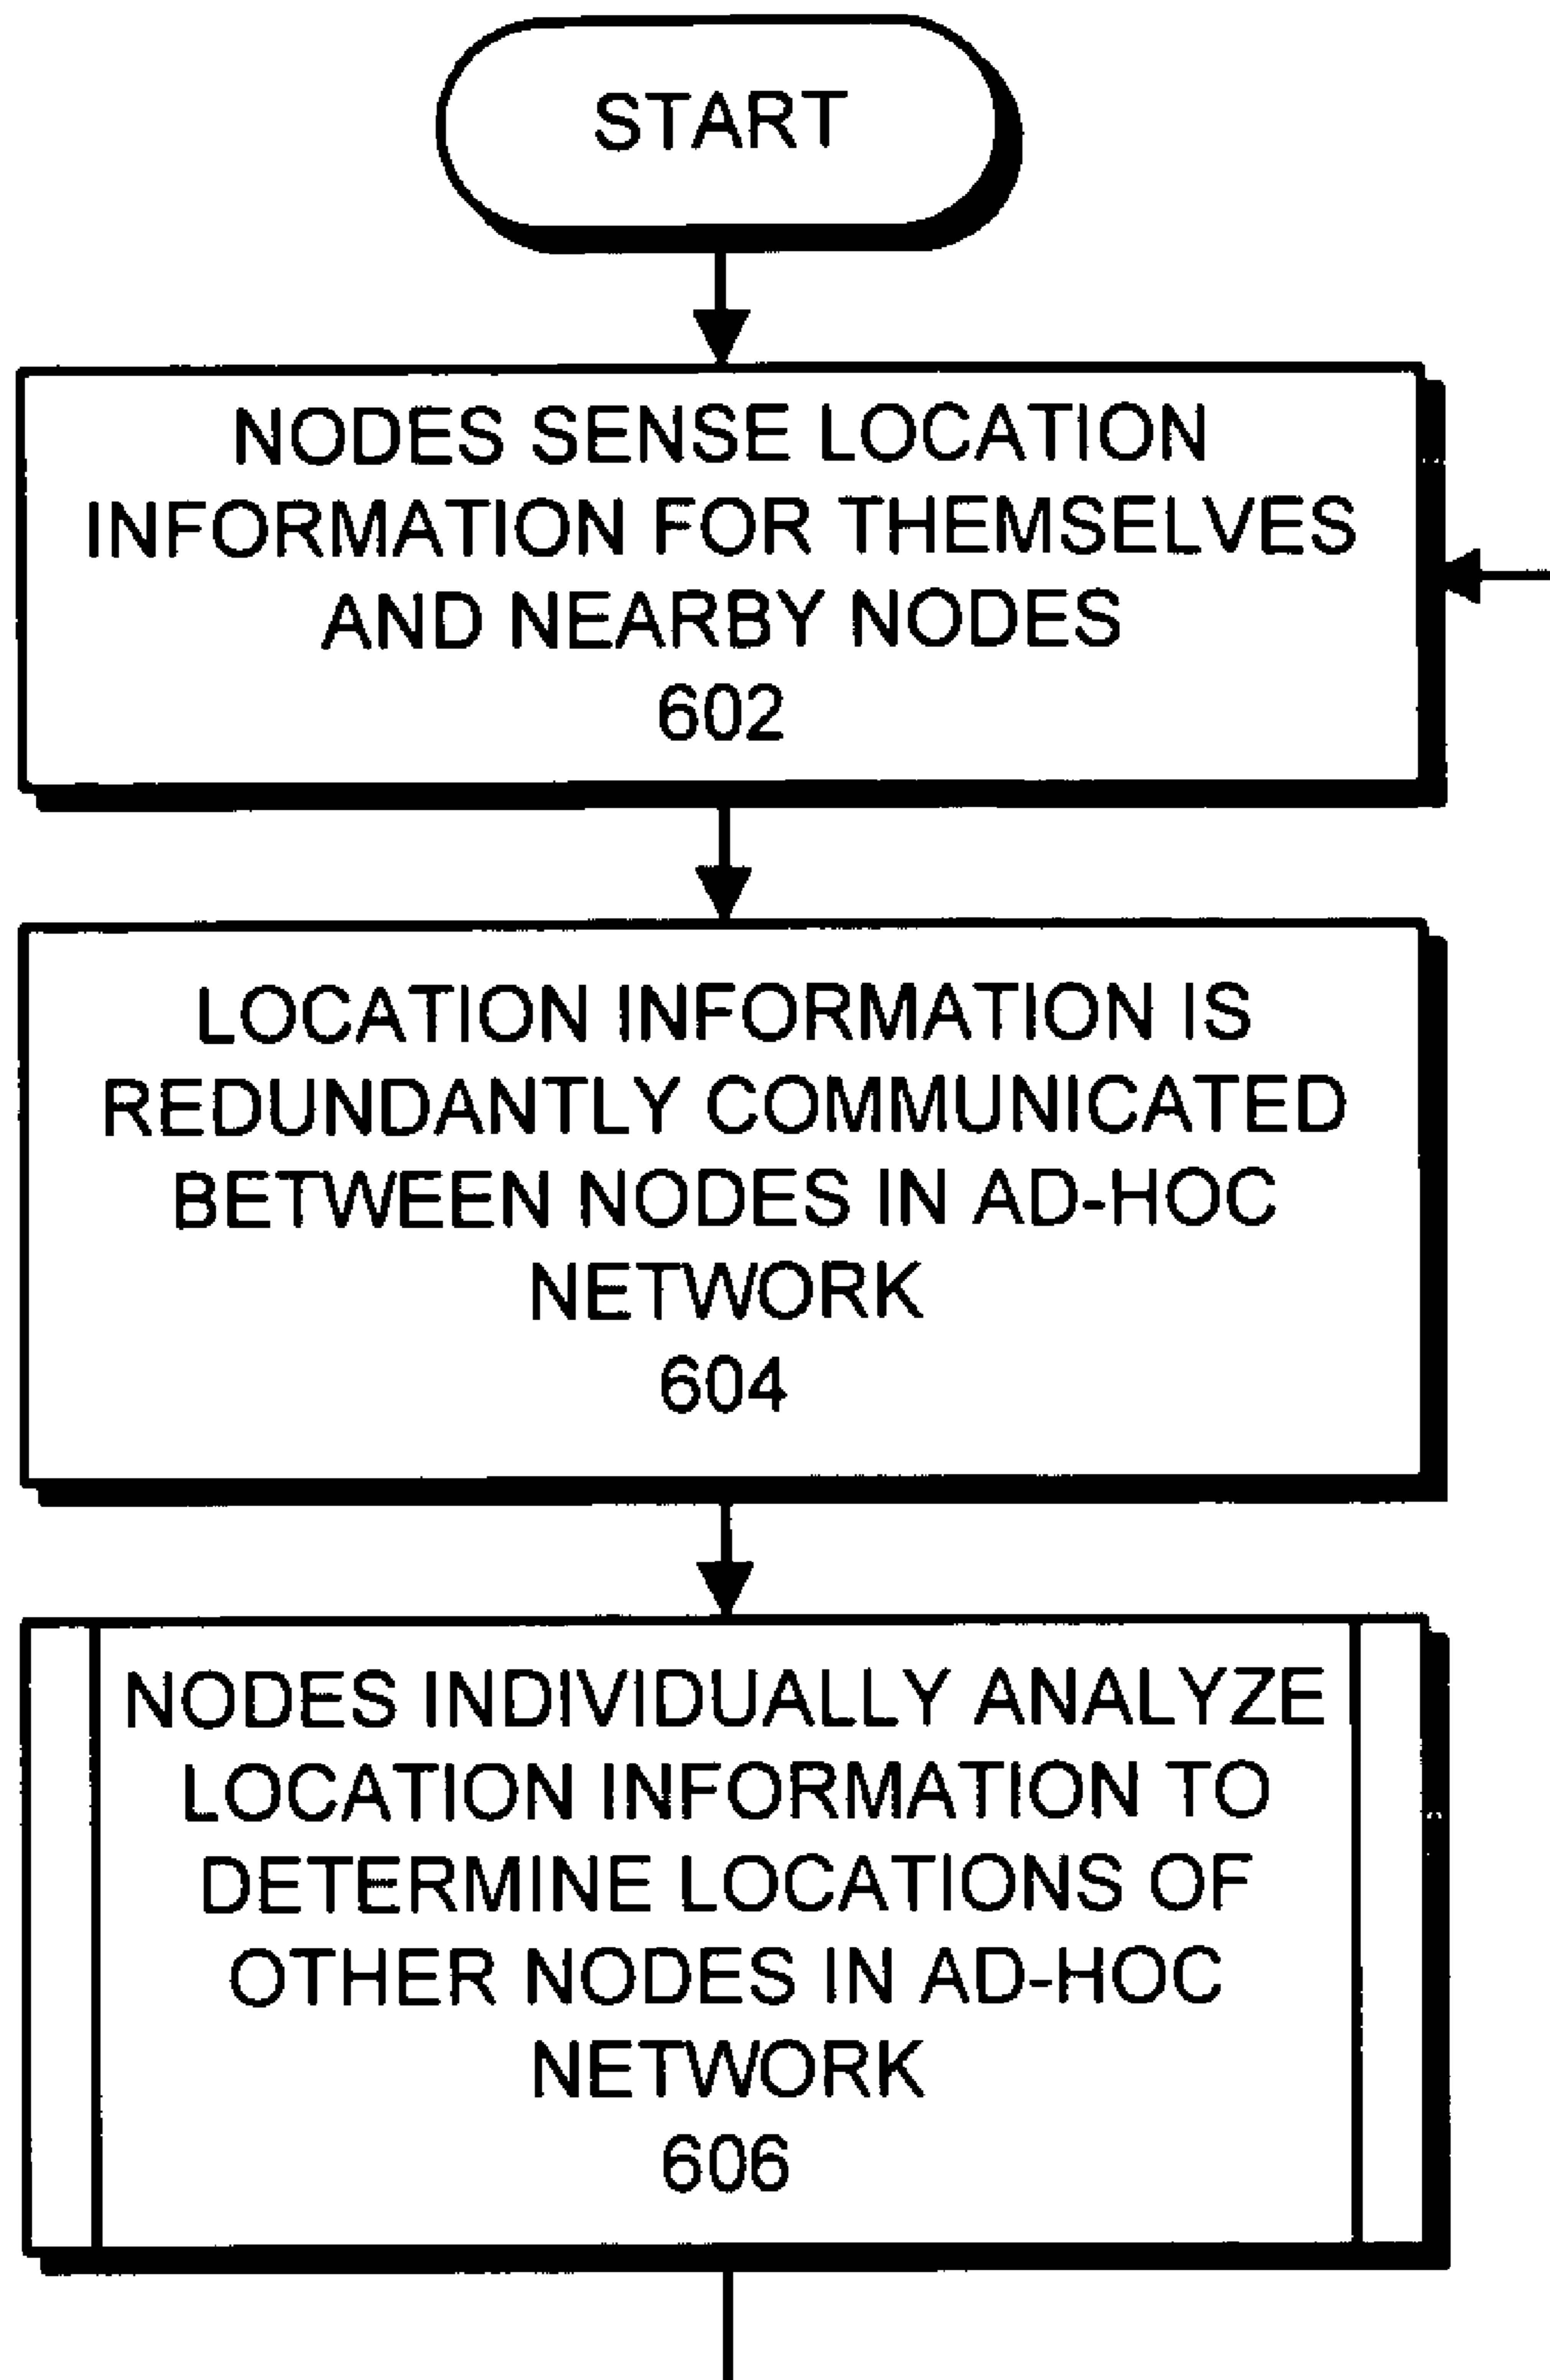 START
NODES SENSE LOCATION
INFORMATION FOR THEMSELVES
AND NEARBY NODES
602
LOCATION INFORMATION IS
REDUNDANTLY COMMUNICATED
BETWEEN NODES IN AD-HOC
NETWORK
604
NODES INDIVIDUALLY ANALYZE
LOCATION INFORMATION TO
DETERMINE LOCATIONS OF
OTHER NODES IN AD-HOC
NETWORK
606